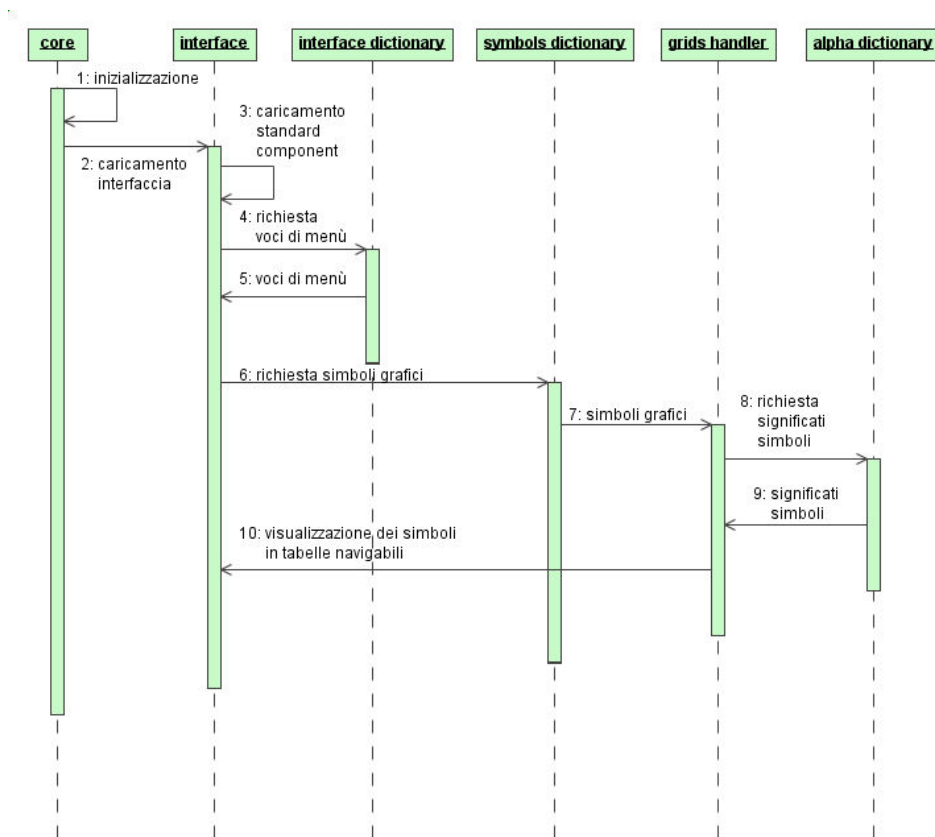 core interface interface dictionary symbols dictionary grids handler alpha dictionary
1: inizializzazione
3: caricamento
standard
component
2: caricamento
interfaccia
4: richiesta
voci di menù
5: voci di menù
6: richiesta simboli grafici
7: simboli grafici
8: richiesta
significati
simboli
9: significati
simboli
10: visualizzazione dei simboli
in tabelle navigabili